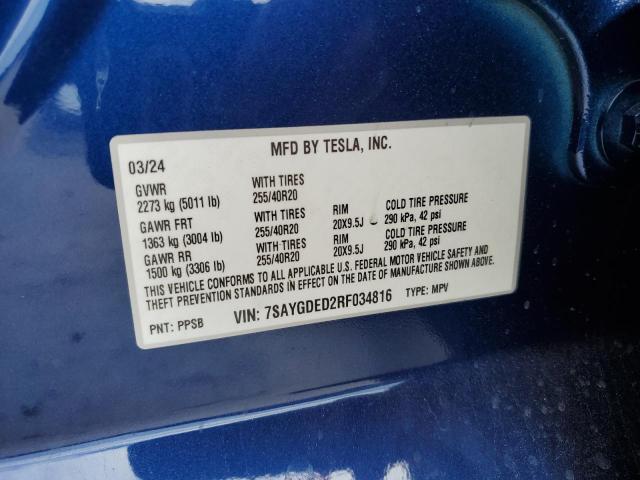 MFD BY TESLA, INC.
03/24
GVWR WITH TIRES
2273 kg (5011 lb) 255/40R20
GAWR FRT WITH TIRES RIM COLD TIRE PRESSURE
1363 kg (3004 lb) 255/40R20 20X9.5J 290 kPa, 42 psi
GAWR RR WITH TIRES RIM COLD TIRE PRESSURE
1500 kg (3306 lb) 255/40R20 20X9.5J 290 kPa, 42 psi
THIS VEHICLE CONFORMS TO ALL APPLICABLE U.S. FEDERAL MOTOR VEHICLE SAFETY AND
THEFT PREVENTION STANDARDS IN EFFECT ON THE DATE OF MANUFACTURE SHOWN ABOVE.
PNT: PPSB VIN: 7SAYGDED2RF034816 TYPE: MPV